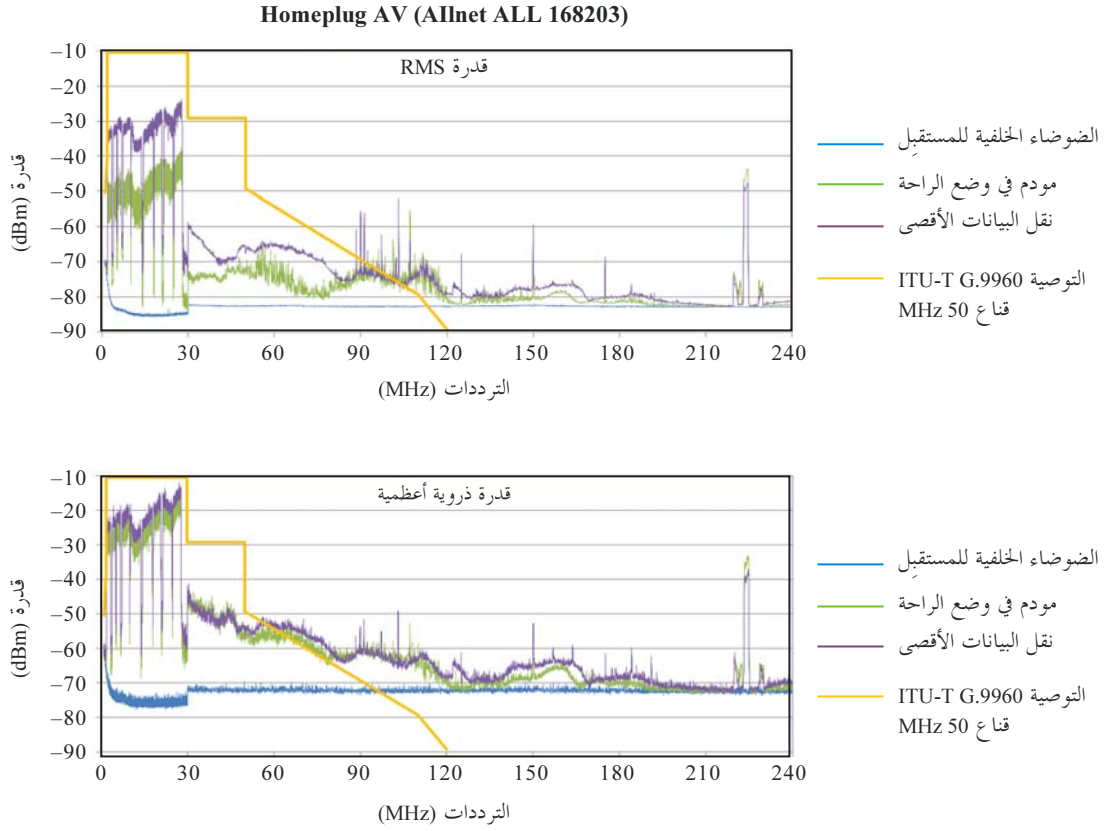 Homeplug AV (AIlnet ALL 168203)
قدرة RMS
–10
–20
–30
–40
–50
–60
–70
–80
–90
قدرة (dBm)
0 30 60 90 120 150 180 210 240
الترددات (MHz)
الضوضاء الخلفية للمستقبِل
مودم في وضع الراحة
نقل البيانات الأقصى
التوصية ITU-T G.9960
قناع 50 MHz
قدرة ذروية أعظمية
–10
–20
–30
–40
–50
–60
–70
–80
–90
قدرة (dBm)
0 30 60 90 120 150 180 210 240
الترددات (MHz)
الضوضاء الخلفية للمستقبِل
مودم في وضع الراحة
نقل البيانات الأقصى
التوصية ITU-T G.9960
قناع 50 MHz